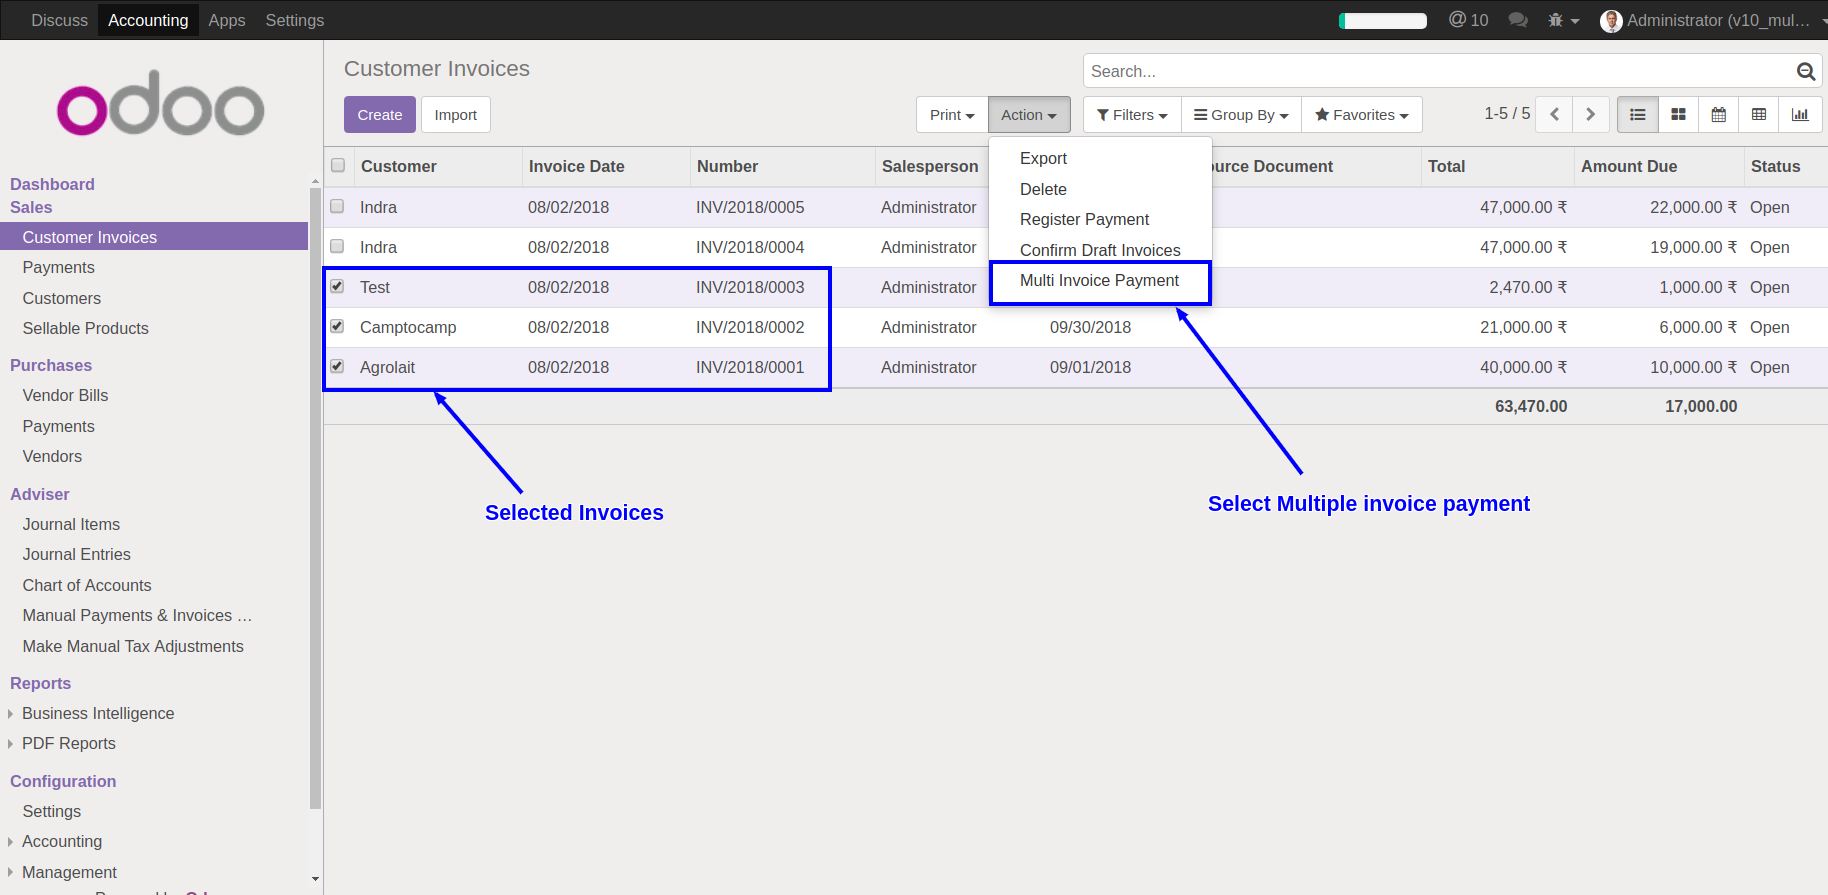 Discuss Accounting Apps Settings @ 10 Administrator (v10_mul...
odoo
Customer Invoices
Search...
Create Import Print Action Filters Group By Favorites 1-5 / 5
Export
Delete
Register Payment
Confirm Draft Invoices
Multi Invoice Payment
Customer Invoice Date Number Salesperson ource Document Total Amount Due Status
Indra 08/02/2018 INV/2018/0005 Administrator 47,000.00 ₹ 22,000.00 ₹ Open
Indra 08/02/2018 INV/2018/0004 Administrator 47,000.00 ₹ 19,000.00 ₹ Open
Test 08/02/2018 INV/2018/0003 Administrator 2,470.00 ₹ 1,000.00 ₹ Open
Camptocamp 08/02/2018 INV/2018/0002 Administrator 09/30/2018 21,000.00 ₹ 6,000.00 ₹ Open
Agrolait 08/02/2018 INV/2018/0001 Administrator 09/01/2018 40,000.00 ₹ 10,000.00 ₹ Open
63,470.00 17,000.00
Selected Invoices
Select Multiple invoice payment
Dashboard
Sales
Customer Invoices
Payments
Customers
Sellable Products
Purchases
Vendor Bills
Payments
Vendors
Adviser
Journal Items
Journal Entries
Chart of Accounts
Manual Payments & Invoices ...
Make Manual Tax Adjustments
Reports
Business Intelligence
PDF Reports
Configuration
Settings
Accounting
Management